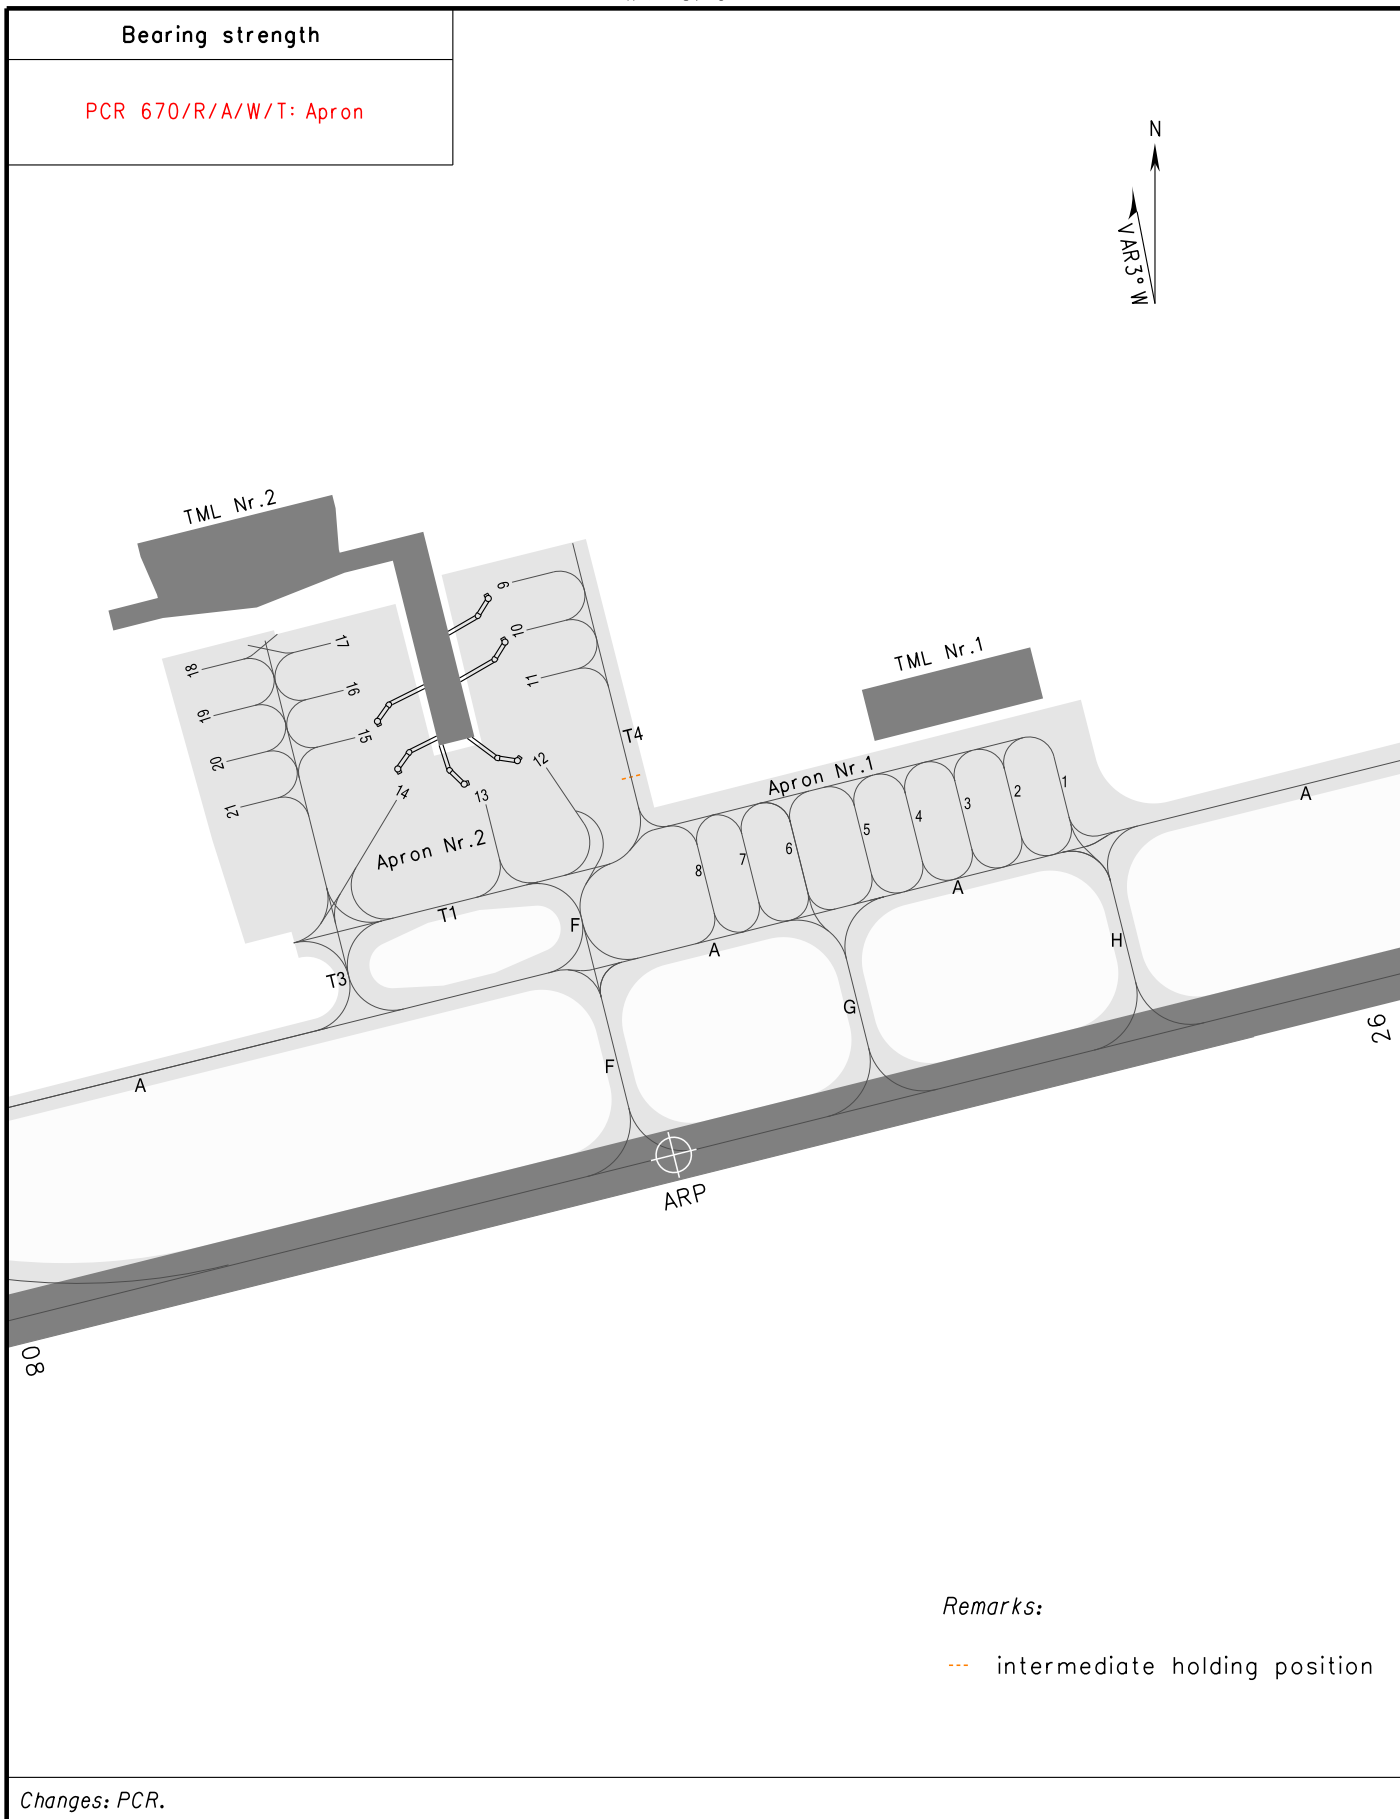 Bearing strength
PCR 670/R/A/W/T: Apron
N
VAR3°W
TML Nr.2
9
10
11
17
18
16
19
15
20
21
12
14
13
T4
TML Nr.1
Apron Nr.1
1
2
3
4
5
6
7
8
A
Apron Nr.2
T1
F
A
A
H
T3
G
A
F
26
ARP
08
Remarks:
--- intermediate holding position
Changes: PCR.